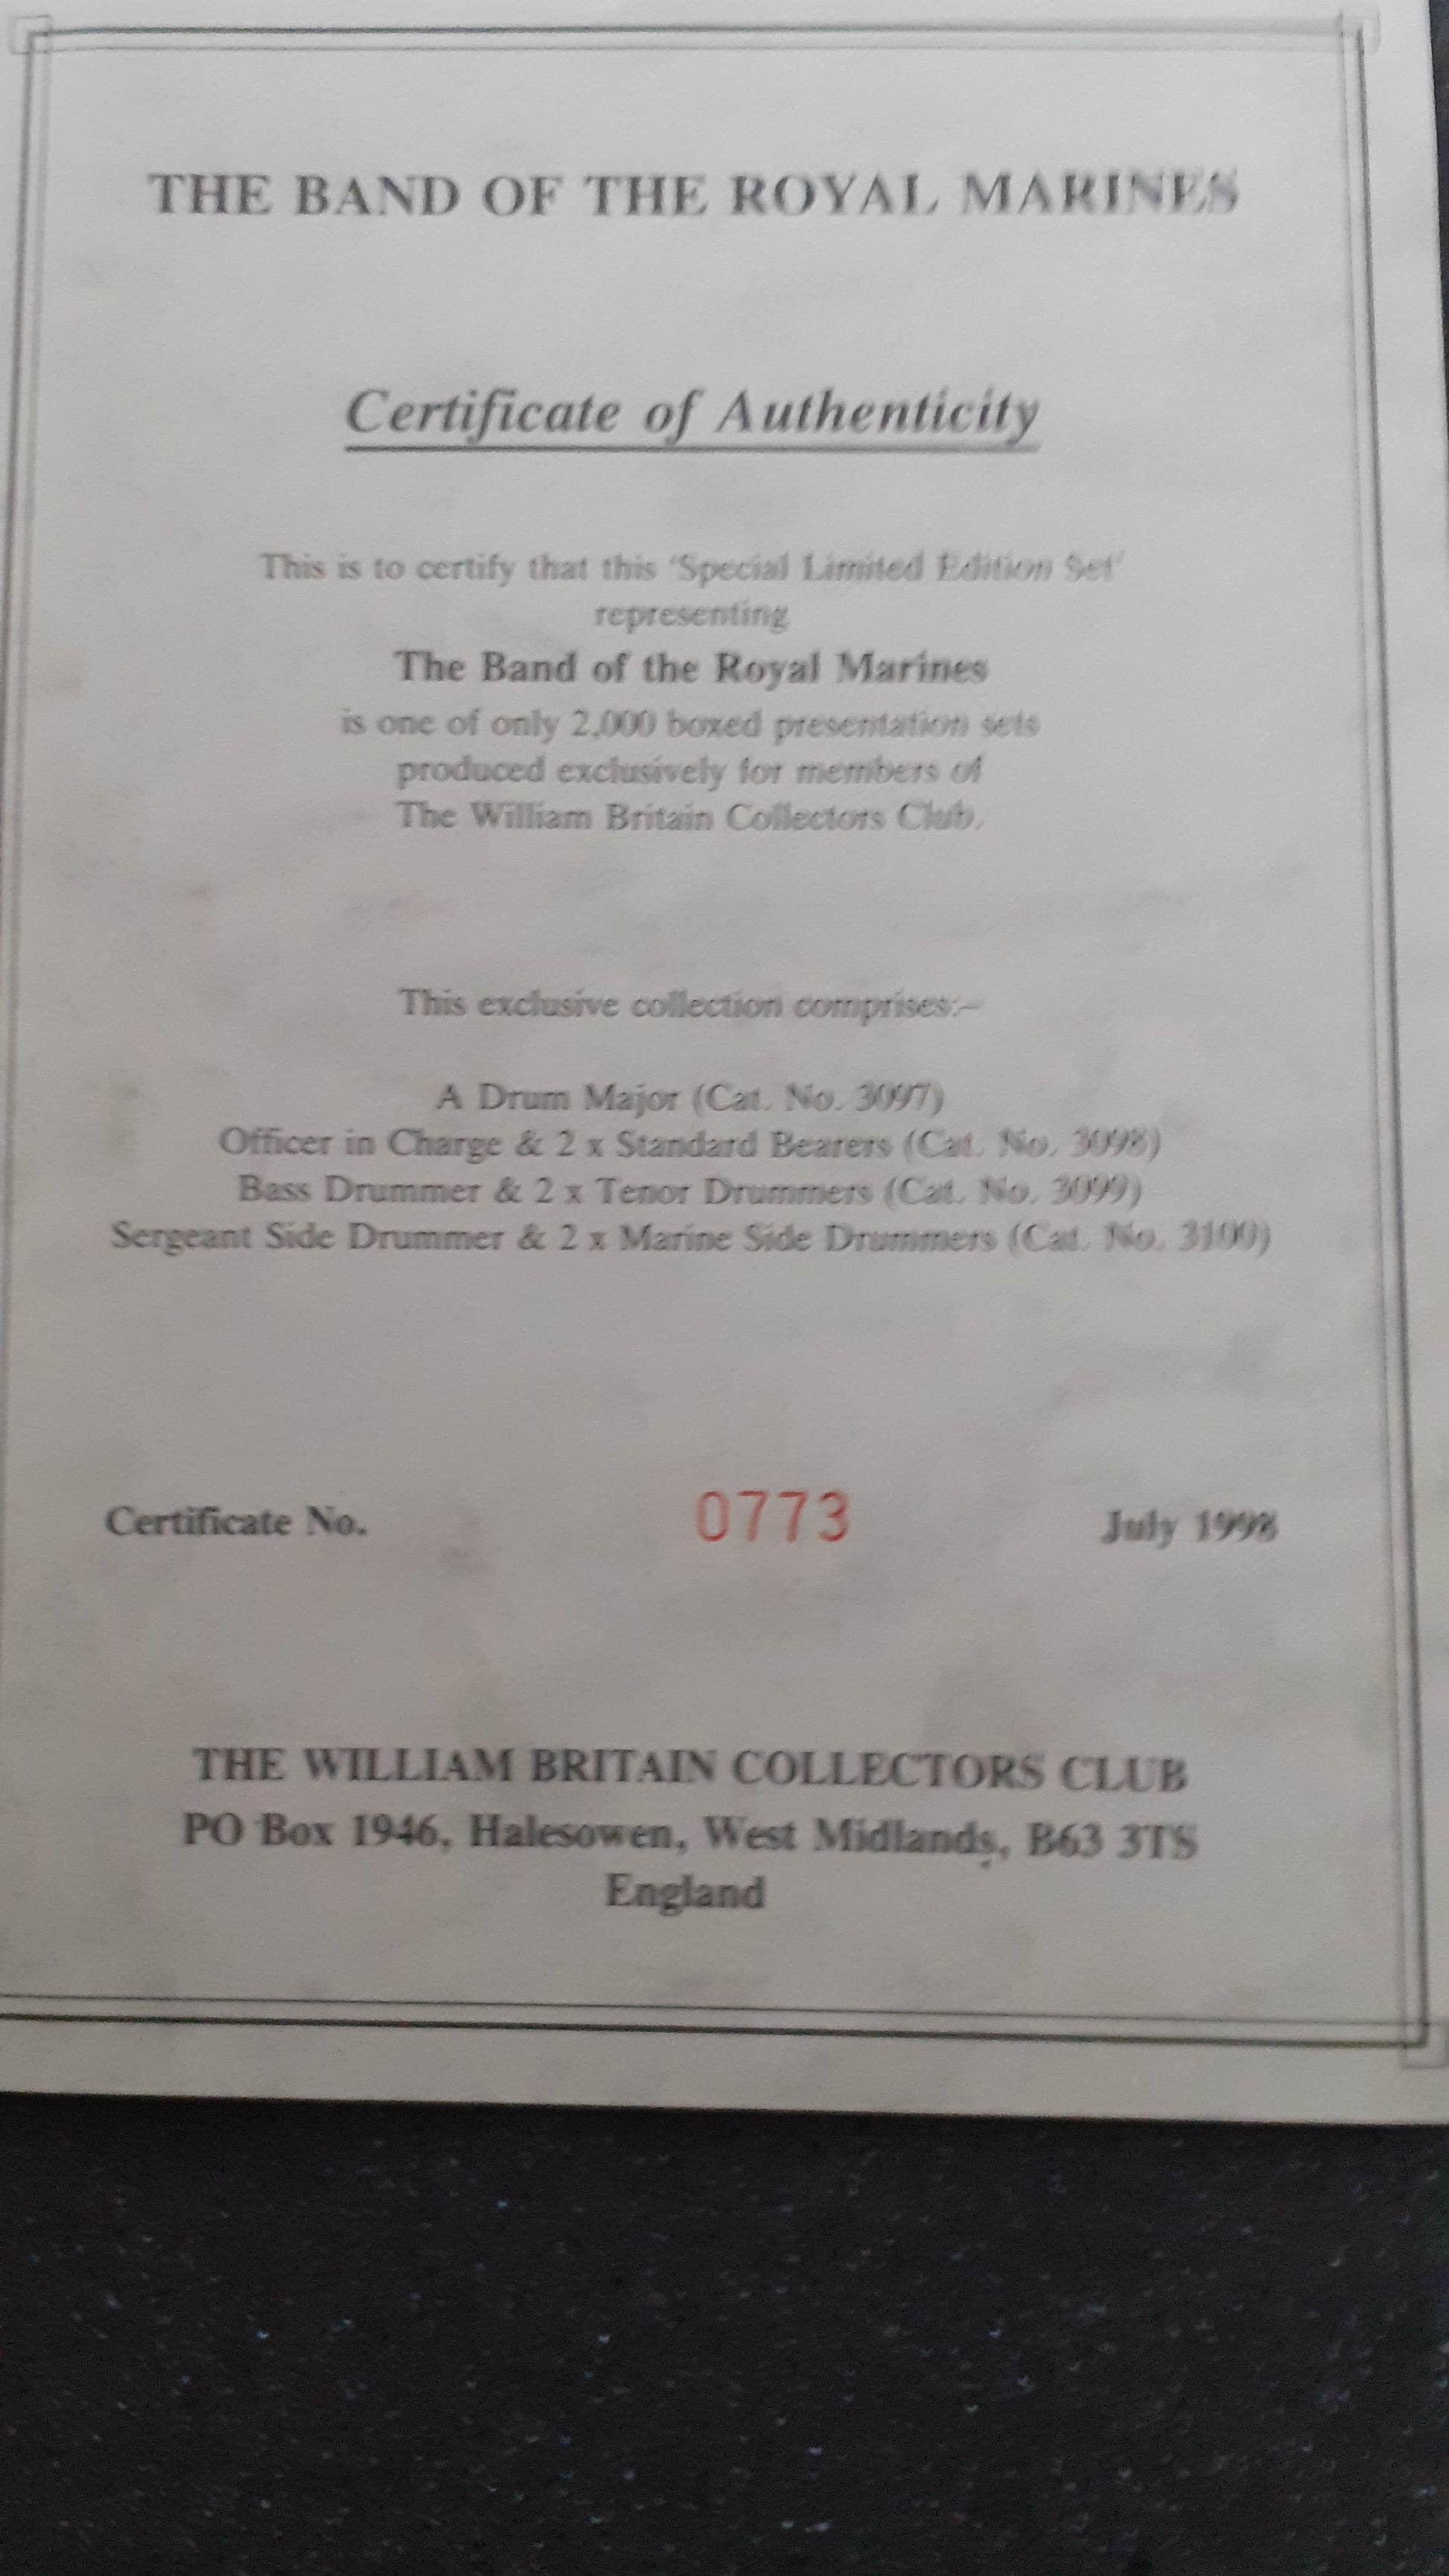 THE BAND OF THE ROYAL MARINES
Certificate of Authenticity
This is to certify that this 'Special Limited Edition Set'
representing
The Band of the Royal Marines
is one of only 2,000 boxed presentation sets
produced exclusively for members of
The William Britain Collectors Club.
This exclusive collection comprises:–
A Drum Major (Cat. No. 3097)
Officer in Charge & 2 x Standard Bearers (Cat. No. 3098)
Bass Drummer & 2 x Tenor Drummers (Cat. No. 3099)
Sergeant Side Drummer & 2 x Marine Side Drummers (Cat. No. 3100)
Certificate No. 0773 July 1998
THE WILLIAM BRITAIN COLLECTORS CLUB
PO Box 1946, Halesowen, West Midlands, B63 3TS
England